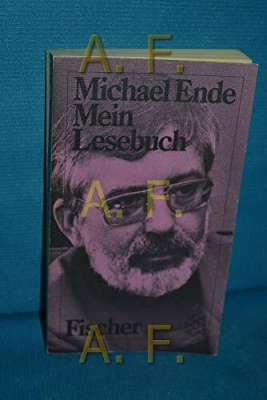 A. F.
Michael Ende
Mein
Lesebuch
A. F.
Fischer
A. F.